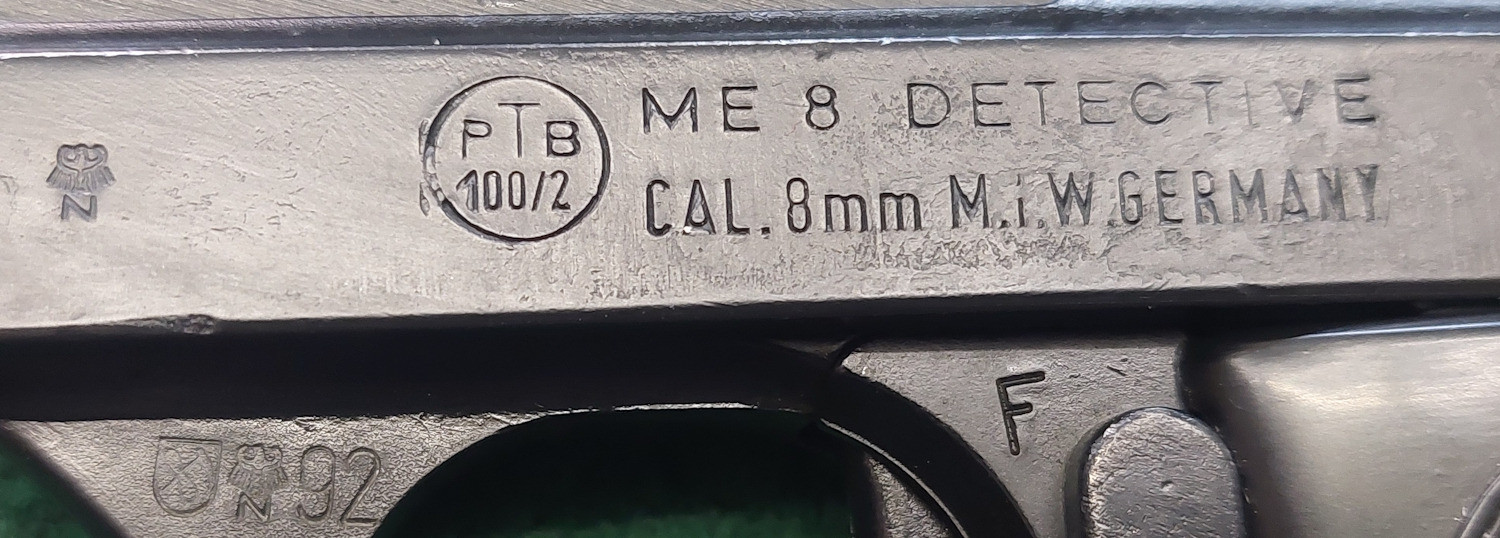 ME 8 DETECTIVE
PTB
100/2
CAL. 8mm M.i.W.GERMANY
N
F
N 92